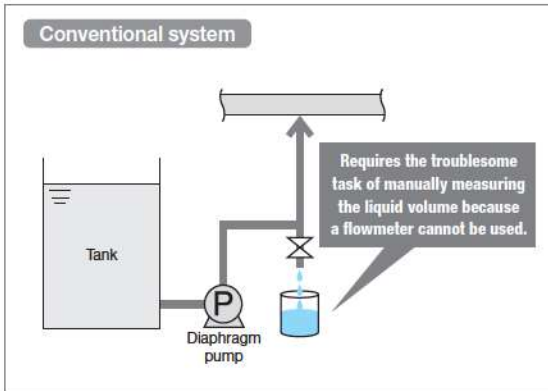 Conventional system
Requires the troublesome
task of manually measuring
the liquid volume because
a flowmeter cannot be used.
Tank
P
Diaphragm
pump